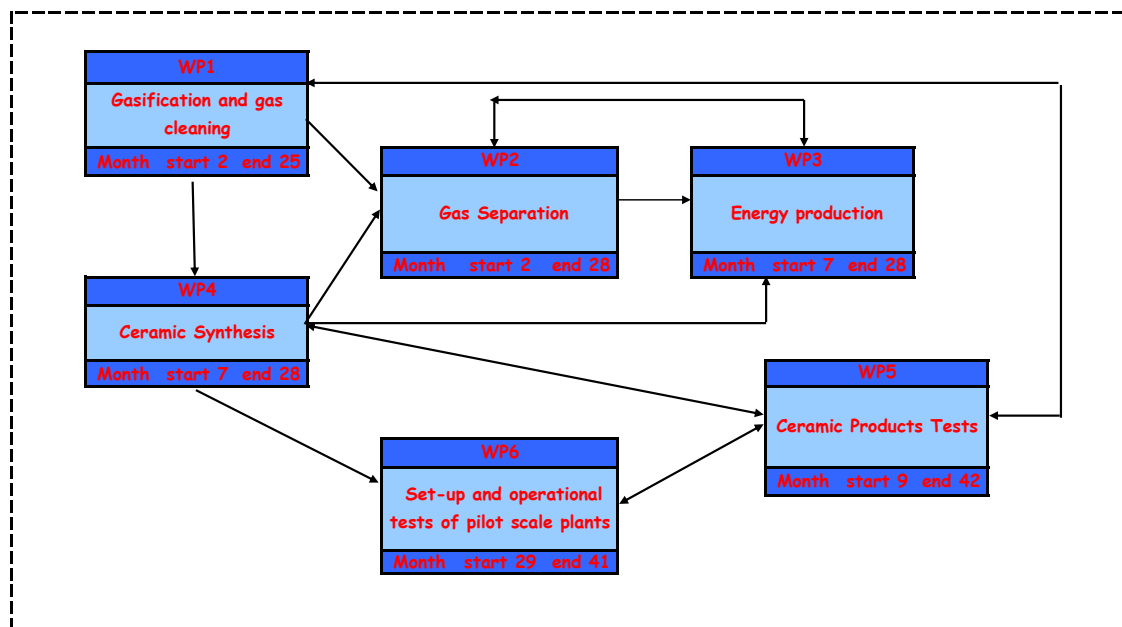 WP1
Gasification and gas
cleaning
Month start 2 end 25
WP2
Gas Separation
Month start 2 end 28
WP3
Energy production
Month start 7 end 28
WP4
Ceramic Synthesis
Month start 7 end 28
WP5
Ceramic Products Tests
Month start 9 end 42
WP6
Set-up and operational
tests of pilot scale plants
Month start 29 end 41